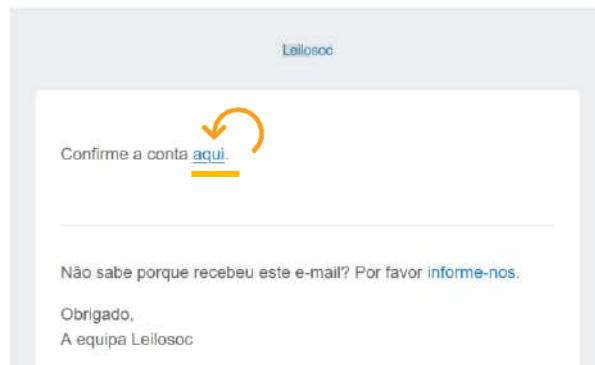 Leilosoc
Confirme a conta aqui.
Não sabe porque recebeu este e-mail? Por favor informe-nos.
Obrigado,
A equipa Leilosoc